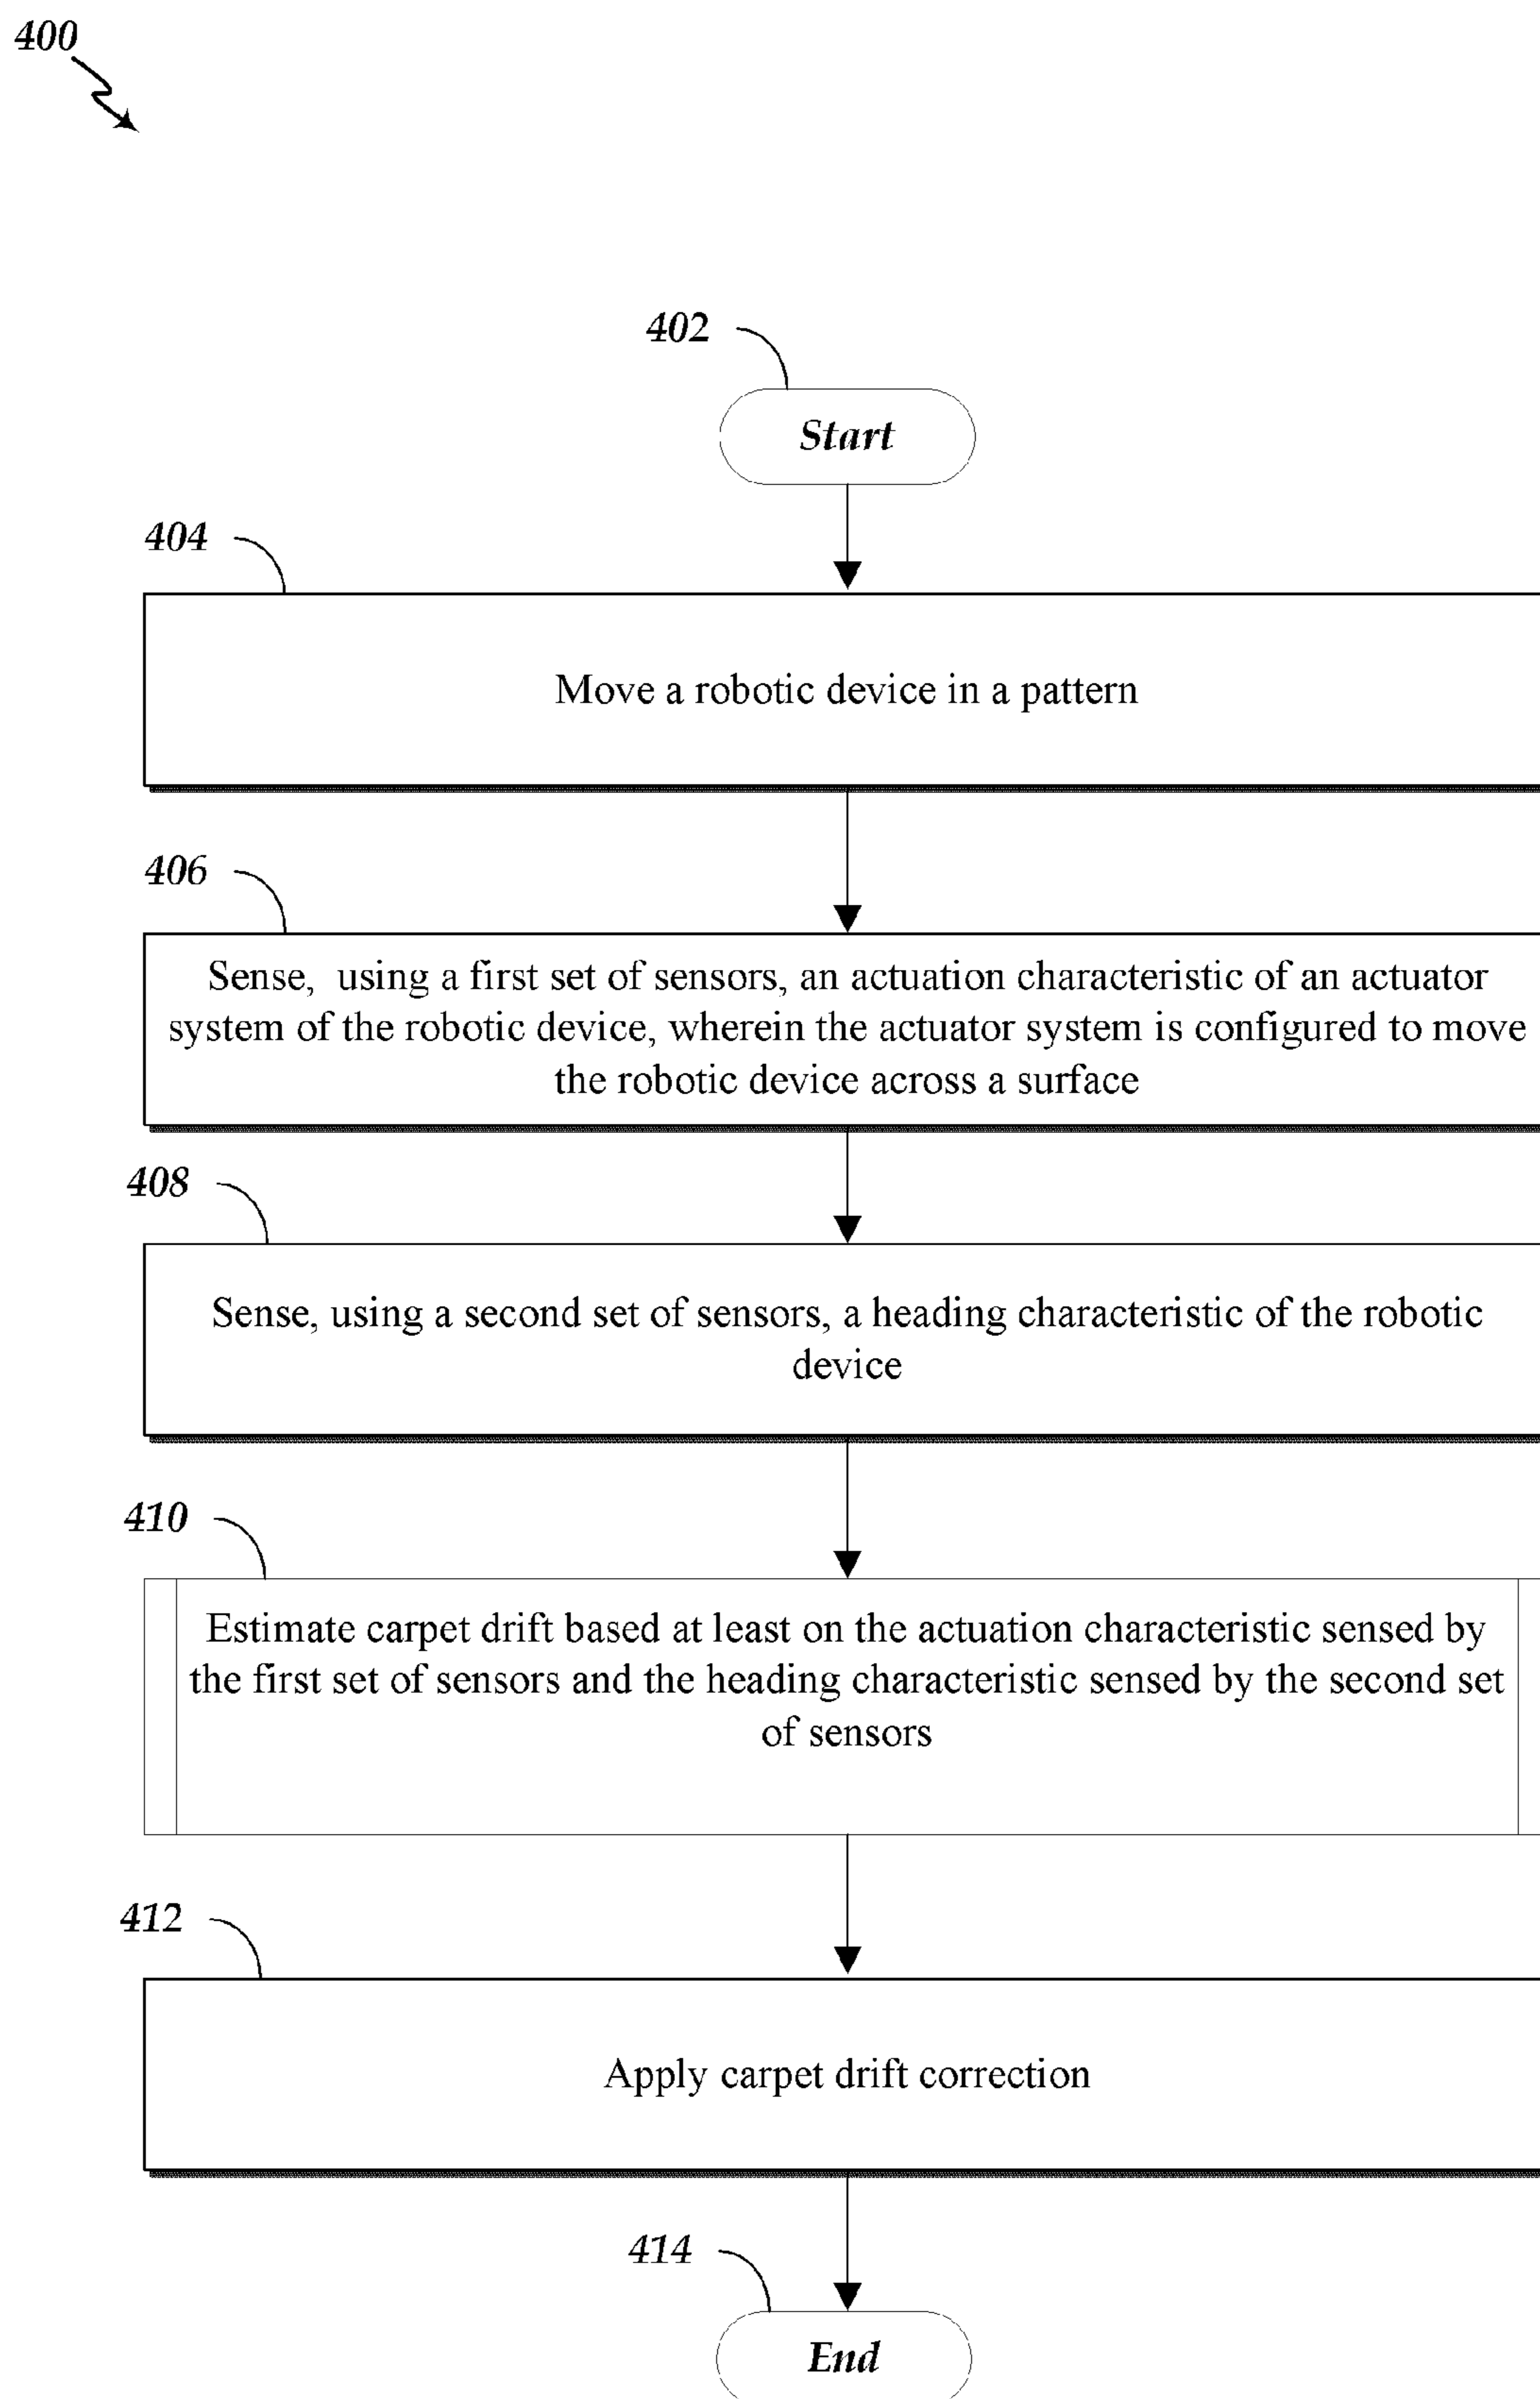 400
402
Start
404
Move a robotic device in a pattern
406
Sense, using a first set of sensors, an actuation characteristic of an actuator
system of the robotic device, wherein the actuator system is configured to move
the robotic device across a surface
408
Sense, using a second set of sensors, a heading characteristic of the robotic
device
410
Estimate carpet drift based at least on the actuation characteristic sensed by
the first set of sensors and the heading characteristic sensed by the second set
of sensors
412
Apply carpet drift correction
414
End